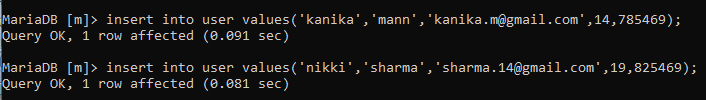 MariaDB [m]> insert into user values('kanika','mann','kanika.m@gmail.com',14,785469);
Query OK, 1 row affected (0.091 sec)
MariaDB [m]> insert into user values('nikki','sharma','sharma.14@gmail.com',19,825469);
Query OK, 1 row affected (0.081 sec)